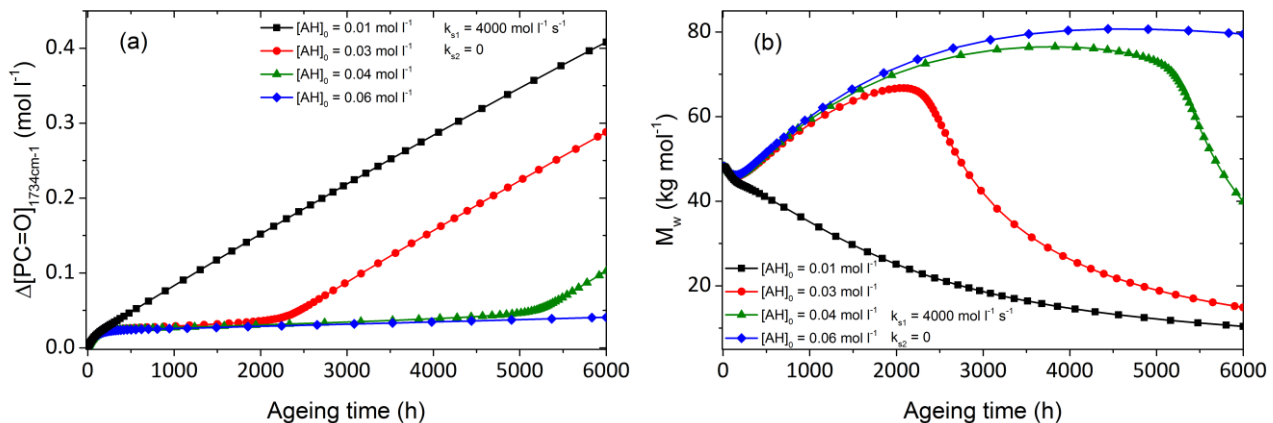 (a)
[AH]₀ = 0.01 mol l⁻¹ kₛ₁ = 4000 mol l⁻¹ s⁻¹
[AH]₀ = 0.03 mol l⁻¹ kₛ₂ = 0
[AH]₀ = 0.04 mol l⁻¹
[AH]₀ = 0.06 mol l⁻¹
Δ[PC=O]1734cm-1 (mol l⁻¹)
0.4
0.3
0.2
0.1
0.0
0 1000 2000 3000 4000 5000 6000
Ageing time (h)
(b)
Mw (kg mol⁻¹)
80
60
40
20
[AH]₀ = 0.01 mol l⁻¹
[AH]₀ = 0.03 mol l⁻¹
[AH]₀ = 0.04 mol l⁻¹ kₛ₁ = 4000 mol l⁻¹ s⁻¹
[AH]₀ = 0.06 mol l⁻¹ kₛ₂ = 0
0 1000 2000 3000 4000 5000 6000
Ageing time (h)